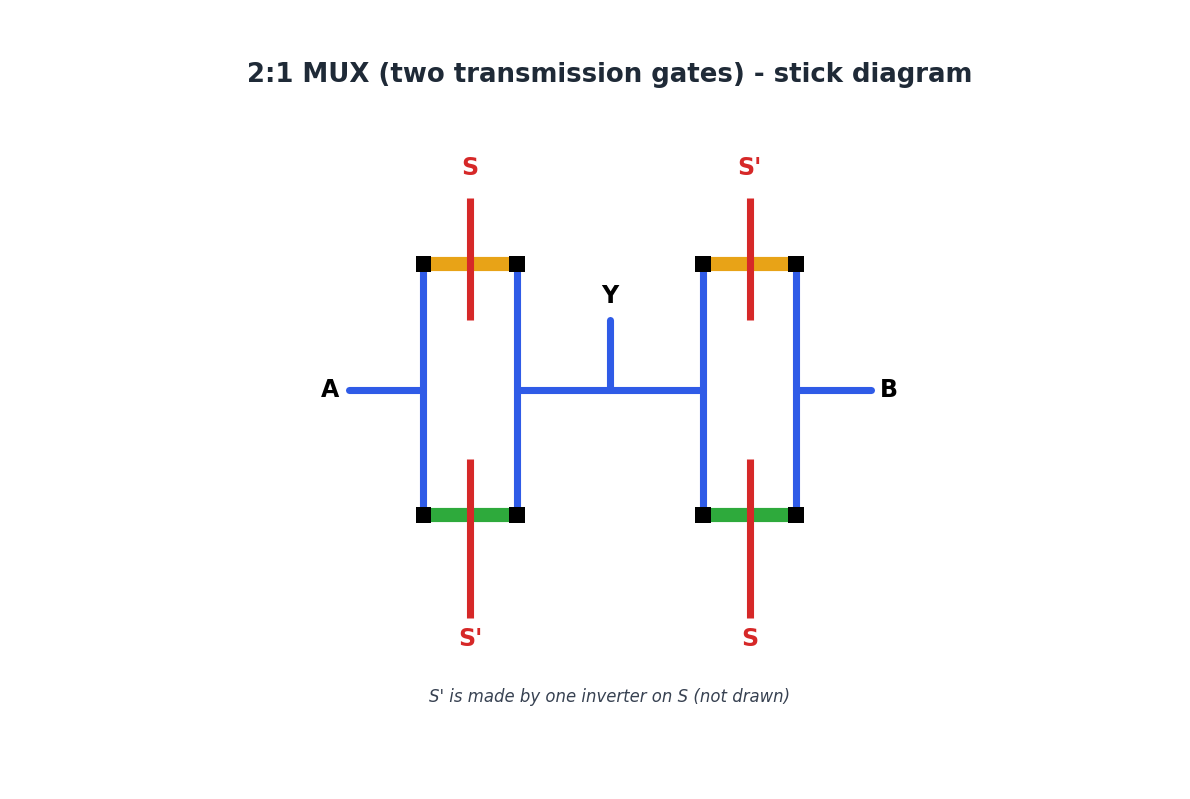 2:1 MUX (two transmission gates) - stick diagram
S
S'
Y
A
B
S'
S
S' is made by one inverter on S (not drawn)